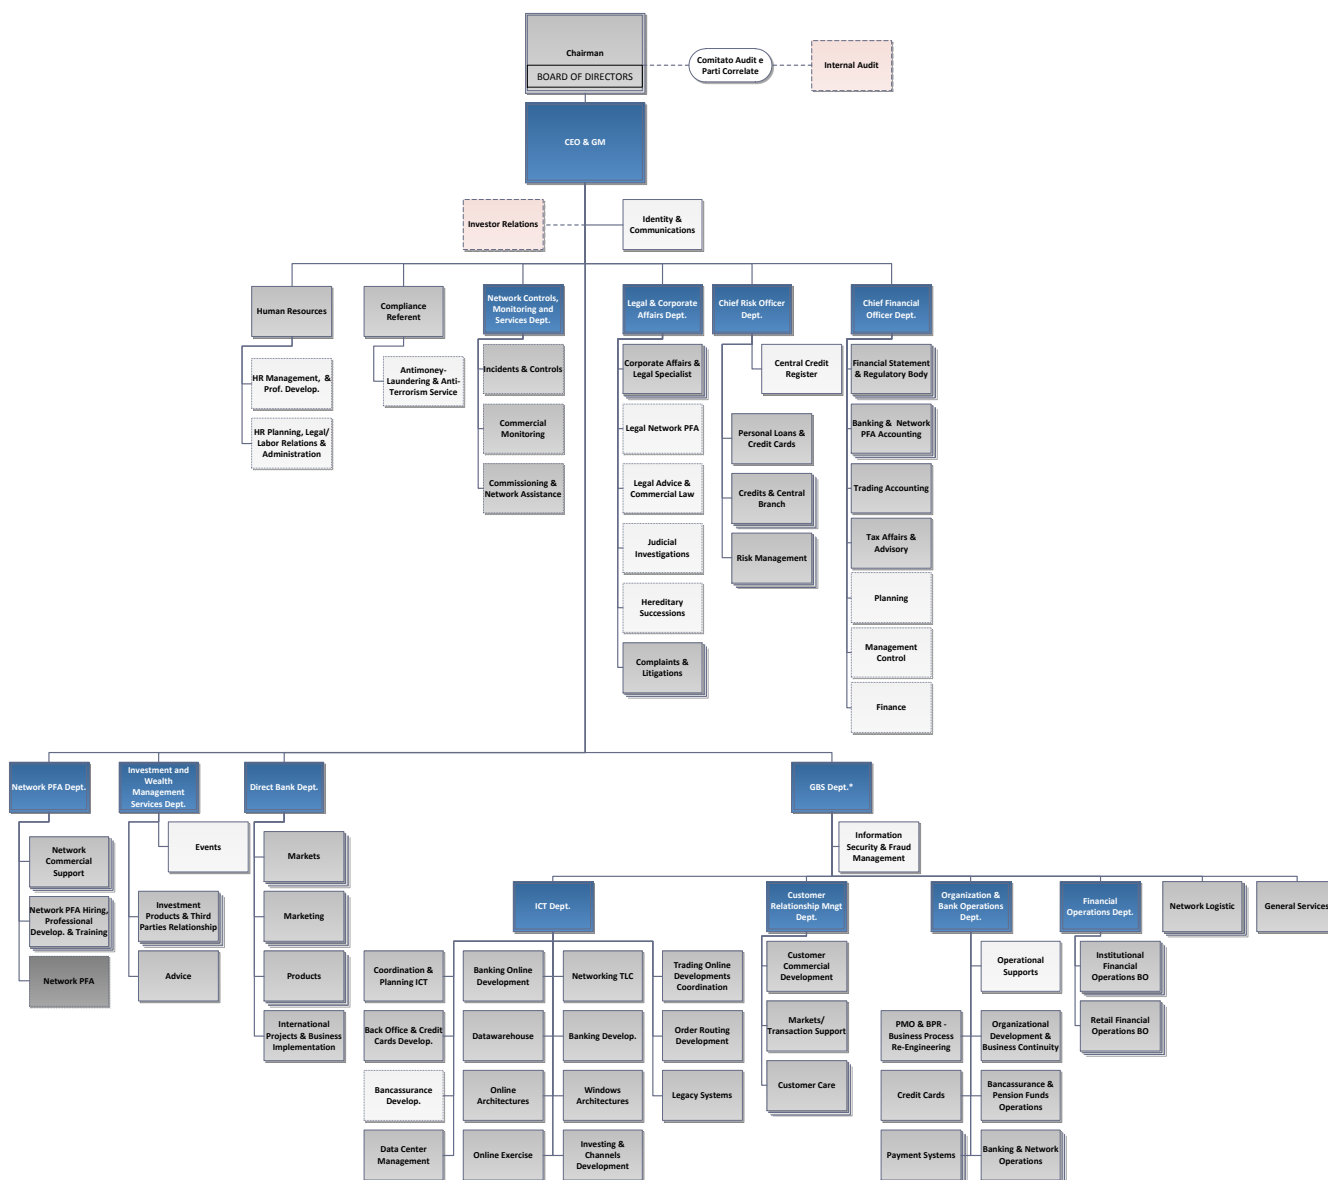 Chairman
BOARD OF DIRECTORS
Comitato Audit e
Parti Correlate
Internal Audit
CEO & GM
Investor Relations
Identity &
Communications
Human Resources
HR Management, &
Prof. Develop.
HR Planning, Legal/
Labor Relations &
Administration
Compliance
Referent
Antimoney-
Laundering & Anti-
Terrorism Service
Network Controls,
Monitoring and
Services Dept.
Incidents & Controls
Commercial
Monitoring
Commissioning &
Network Assistance
Legal & Corporate
Affairs Dept.
Corporate Affairs &
Legal Specialist
Legal Network PFA
Legal Advice &
Commercial Law
Judicial
Investigations
Hereditary
Successions
Complaints &
Litigations
Chief Risk Officer
Dept.
Central Credit
Register
Personal Loans &
Credit Cards
Credits & Central
Branch
Risk Management
Chief Financial
Officer Dept.
Financial Statement
& Regulatory Body
Banking & Network
PFA Accounting
Trading Accounting
Tax Affairs &
Advisory
Planning
Management
Control
Finance
Network PFA Dept.
Network
Commercial
Support
Network PFA Hiring,
Professional
Develop. & Training
Network PFA
Investment and
Wealth
Management
Services Dept.
Events
Investment
Products & Third
Parties Relationship
Advice
Direct Bank Dept.
Markets
Marketing
Products
International
Projects & Business
Implementation
GBS Dept.*
Information
Security & Fraud
Management
ICT Dept.
Coordination &
Planning ICT
Banking Online
Development
Networking TLC
Trading Online
Developments
Coordination
Back Office & Credit
Cards Develop.
Datawarehouse
Banking Develop.
Order Routing
Development
Bancassurance
Develop.
Online
Architectures
Windows
Architectures
Legacy Systems
Data Center
Management
Online Exercise
Investing &
Channels
Development
Customer
Relationship Mngt
Dept.
Customer
Commercial
Development
Markets/
Transaction Support
Customer Care
Organization &
Bank Operations
Dept.
Operational
Supports
PMO & BPR -
Business Process
Re-Engineering
Organizational
Development &
Business Continuity
Credit Cards
Bancassurance &
Pension Funds
Operations
Payment Systems
Banking & Network
Operations
Financial
Operations Dept.
Institutional
Financial
Operations BO
Retail Financial
Operations BO
Network Logistic
General Services